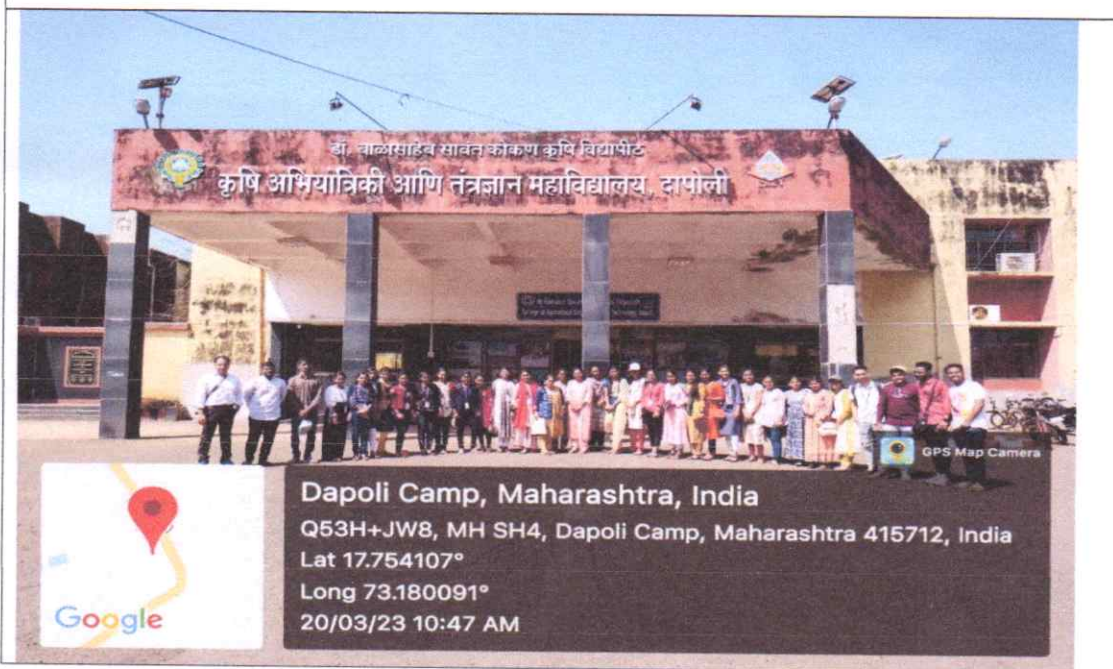 डॉ. बाळासाहेब सावंत कोकण कृषि विद्यापीठ
कृषि अभियांत्रिकी आणि तंत्रज्ञान महाविद्यालय, दापोली
GPS Map Camera
Dapoli Camp, Maharashtra, India
Q53H+JW8, MH SH4, Dapoli Camp, Maharashtra 415712, India
Lat 17.754107°
Long 73.180091°
20/03/23 10:47 AM
Google